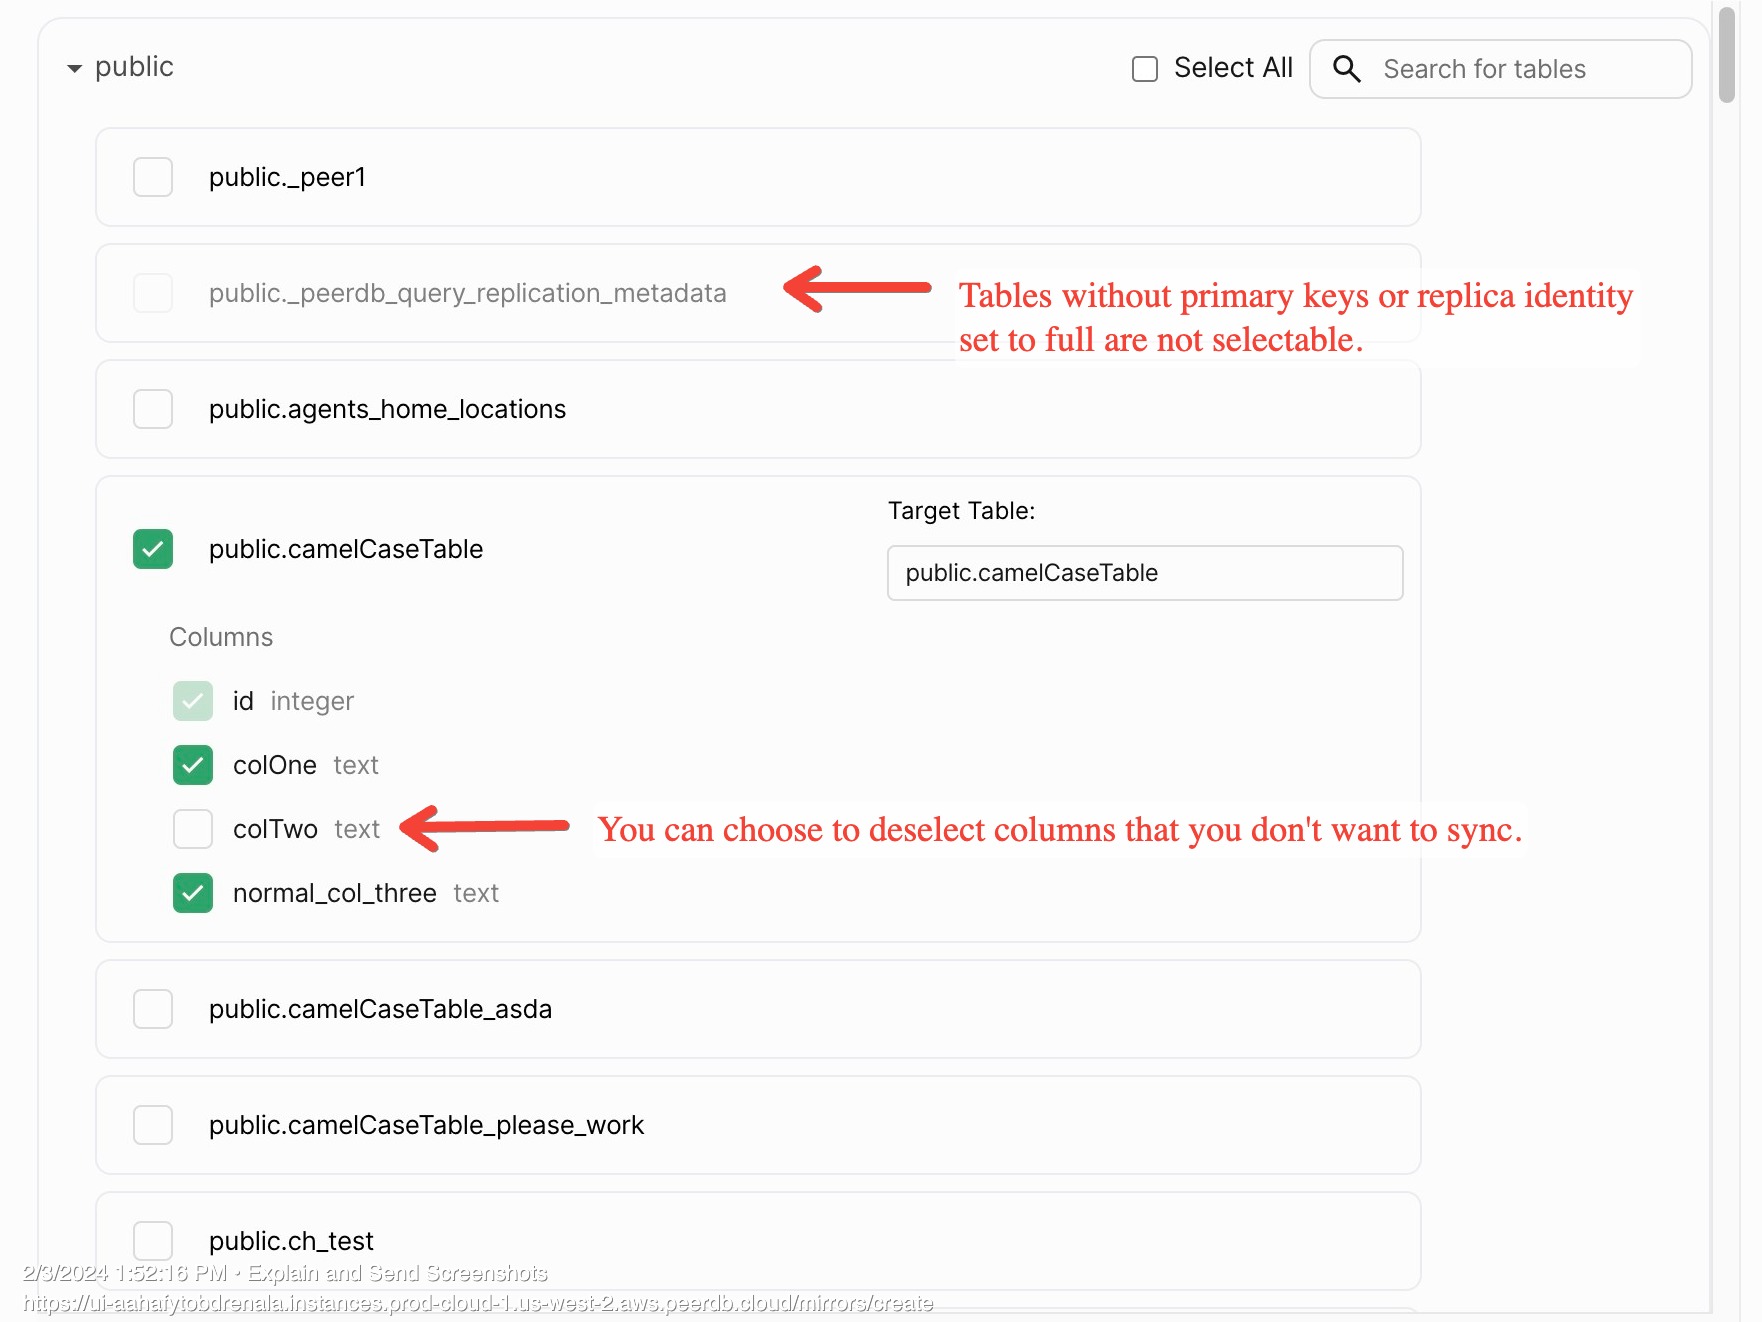 public
Select All
Search for tables
public._peer1
public._peerdb_query_replication_metadata
Tables without primary keys or replica identity
set to full are not selectable.
public.agents_home_locations
Target Table:
public.camelCaseTable
public.camelCaseTable
Columns
id integer
colOne text
colTwo text
You can choose to deselect columns that you don't want to sync.
normal_col_three text
public.camelCaseTable_asda
public.camelCaseTable_please_work
public.ch_test
2/3/2024 1:52:16 PM • Explain and Send Screenshots
https://ui-aahafytobdrenala.instances.prod-cloud-1.us-west-2.aws.peerdb.cloud/mirrors/create